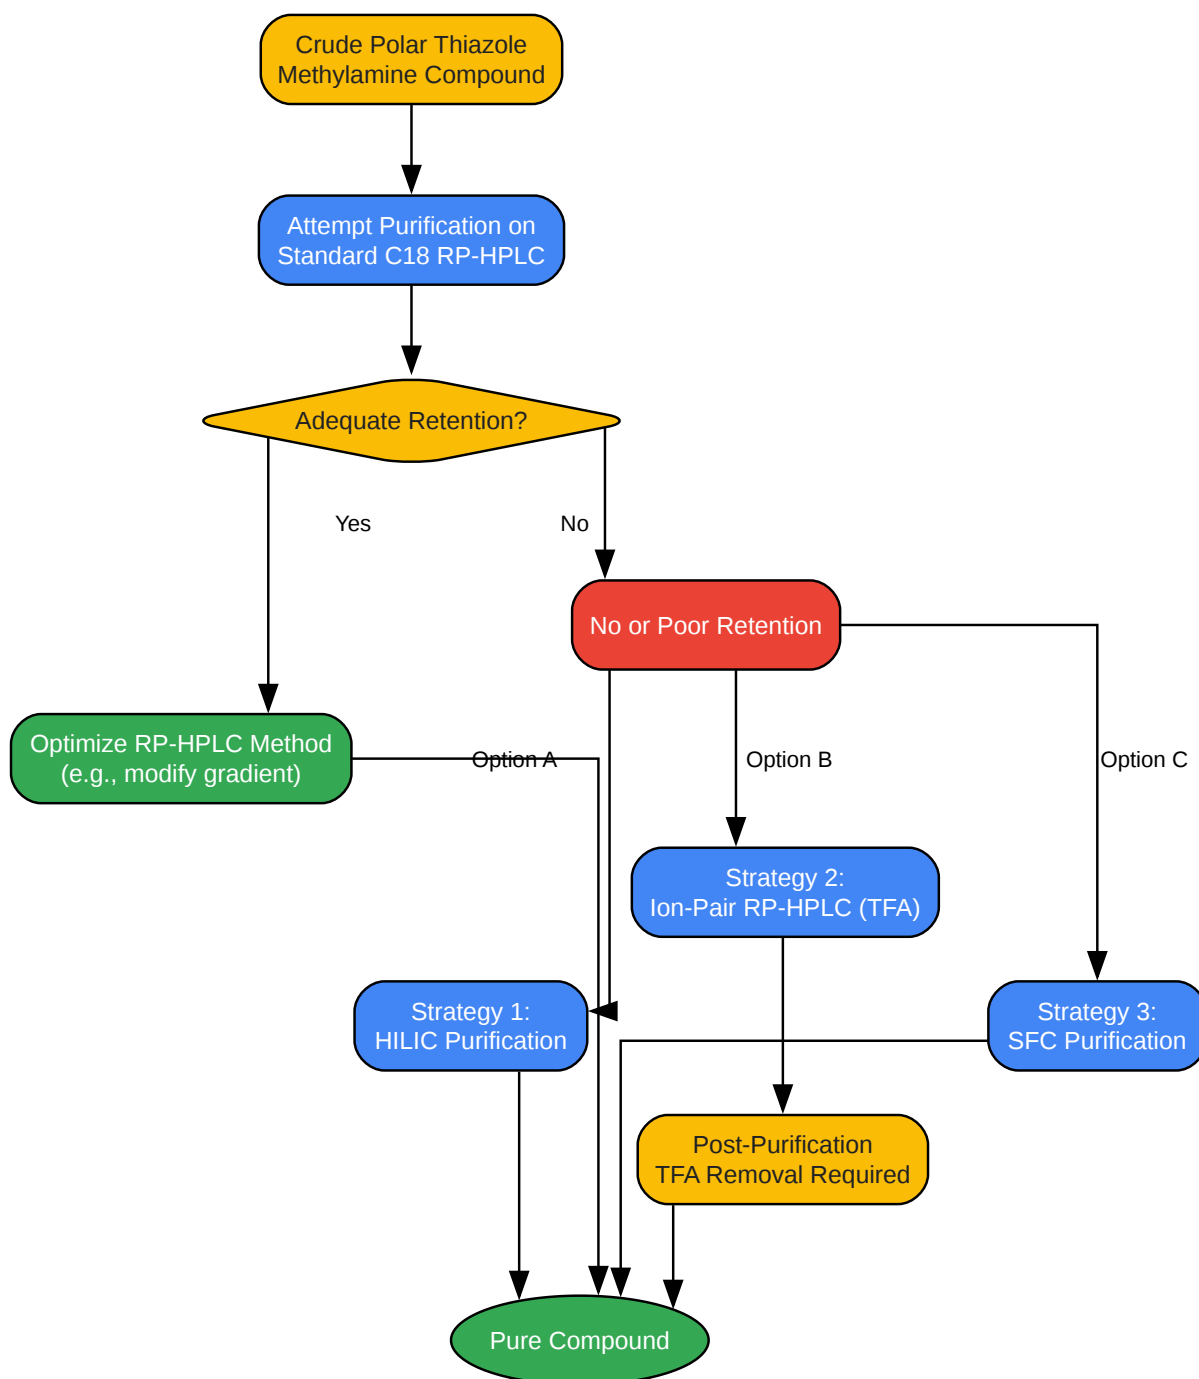 Crude Polar Thiazole
Methylamine Compound
Attempt Purification on
Standard C18 RP-HPLC
Adequate Retention?
Yes
No
No or Poor Retention
Optimize RP-HPLC Method
(e.g., modify gradient)
Option A
Option B
Option C
Strategy 2:
Ion-Pair RP-HPLC (TFA)
Strategy 1:
HILIC Purification
Strategy 3:
SFC Purification
Post-Purification
TFA Removal Required
Pure Compound